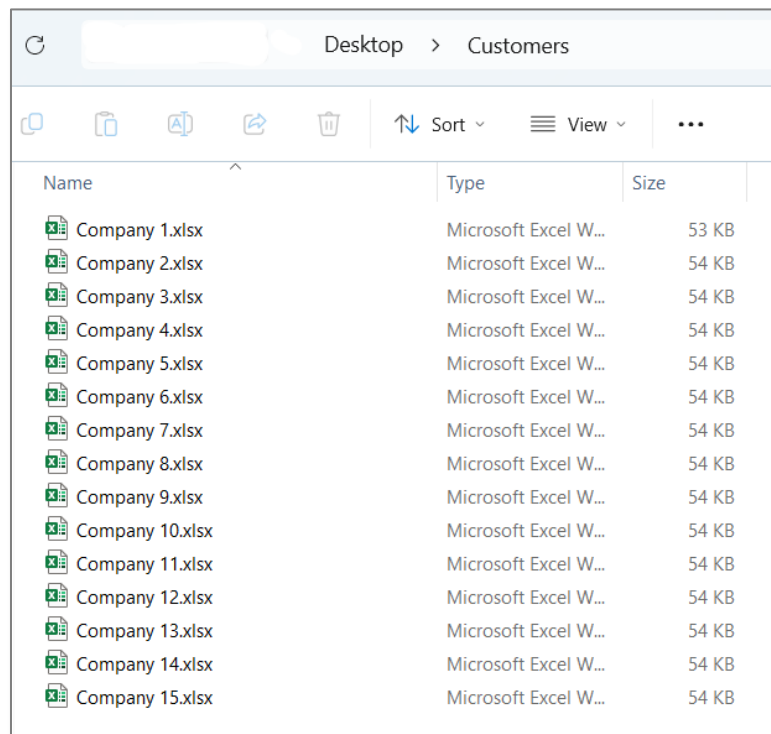 Desktop > Customers
Sort View ...
Name Type Size
Company 1.xlsx Microsoft Excel W... 53 KB
Company 2.xlsx Microsoft Excel W... 54 KB
Company 3.xlsx Microsoft Excel W... 54 KB
Company 4.xlsx Microsoft Excel W... 54 KB
Company 5.xlsx Microsoft Excel W... 54 KB
Company 6.xlsx Microsoft Excel W... 54 KB
Company 7.xlsx Microsoft Excel W... 54 KB
Company 8.xlsx Microsoft Excel W... 54 KB
Company 9.xlsx Microsoft Excel W... 54 KB
Company 10.xlsx Microsoft Excel W... 54 KB
Company 11.xlsx Microsoft Excel W... 54 KB
Company 12.xlsx Microsoft Excel W... 54 KB
Company 13.xlsx Microsoft Excel W... 54 KB
Company 14.xlsx Microsoft Excel W... 54 KB
Company 15.xlsx Microsoft Excel W... 54 KB